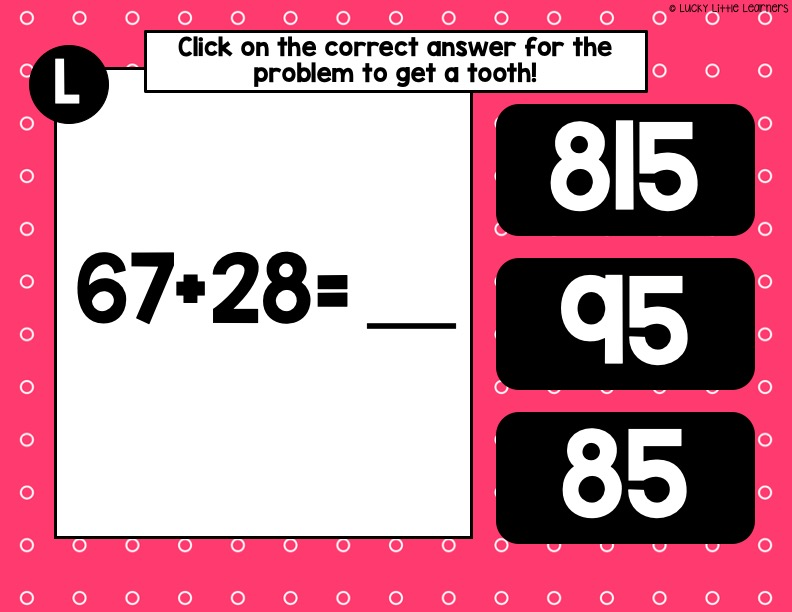 © Lucky Little Learners
Click on the correct answer for the
problem to get a tooth!
L
67+28= __
815
95
85